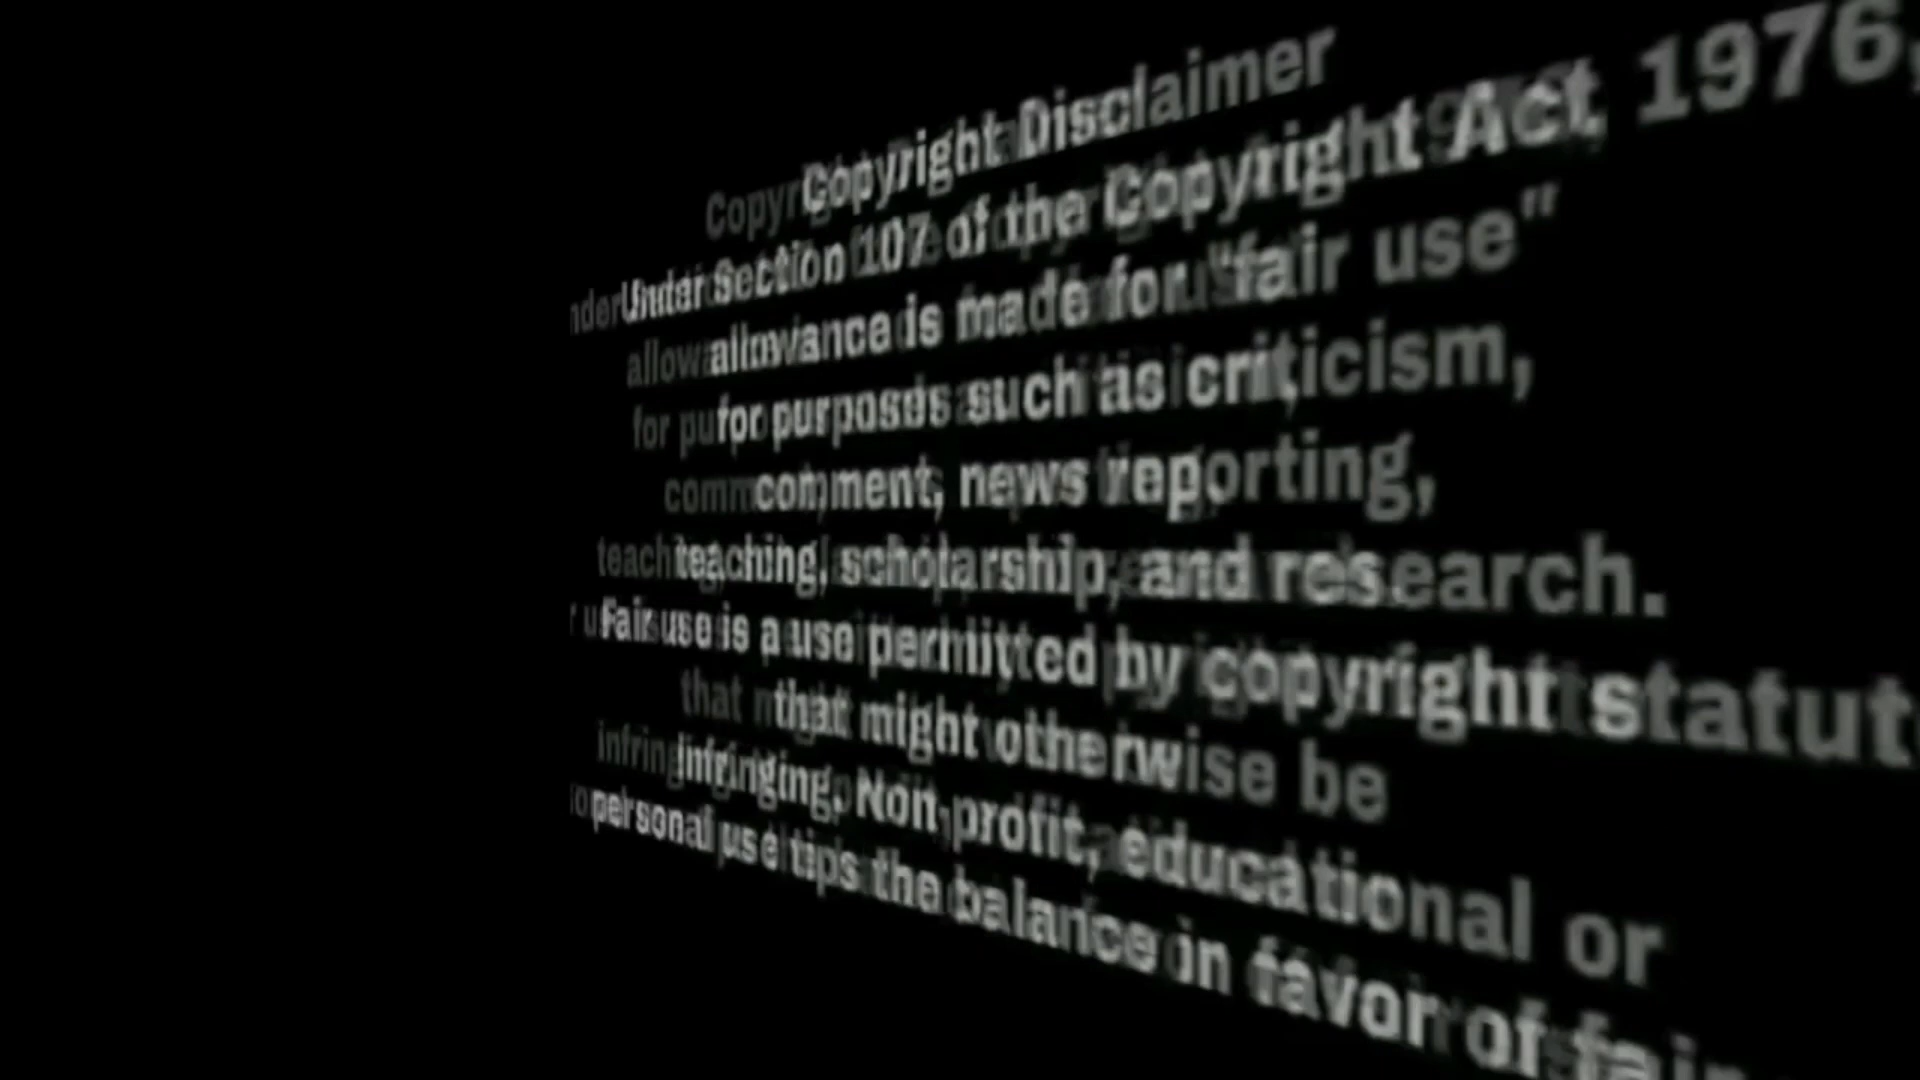 Copyright Disclaimer
Under Section 107 of the Copyright Act, 1976,
allowance is made for "fair use"
for purposes such as criticism,
comment, news reporting,
teaching, scholarship, and research.
Fair use is a use permitted by copyright
that might otherwise be
infringing. Non-profit, educational or
personal use tips the balance in favor of